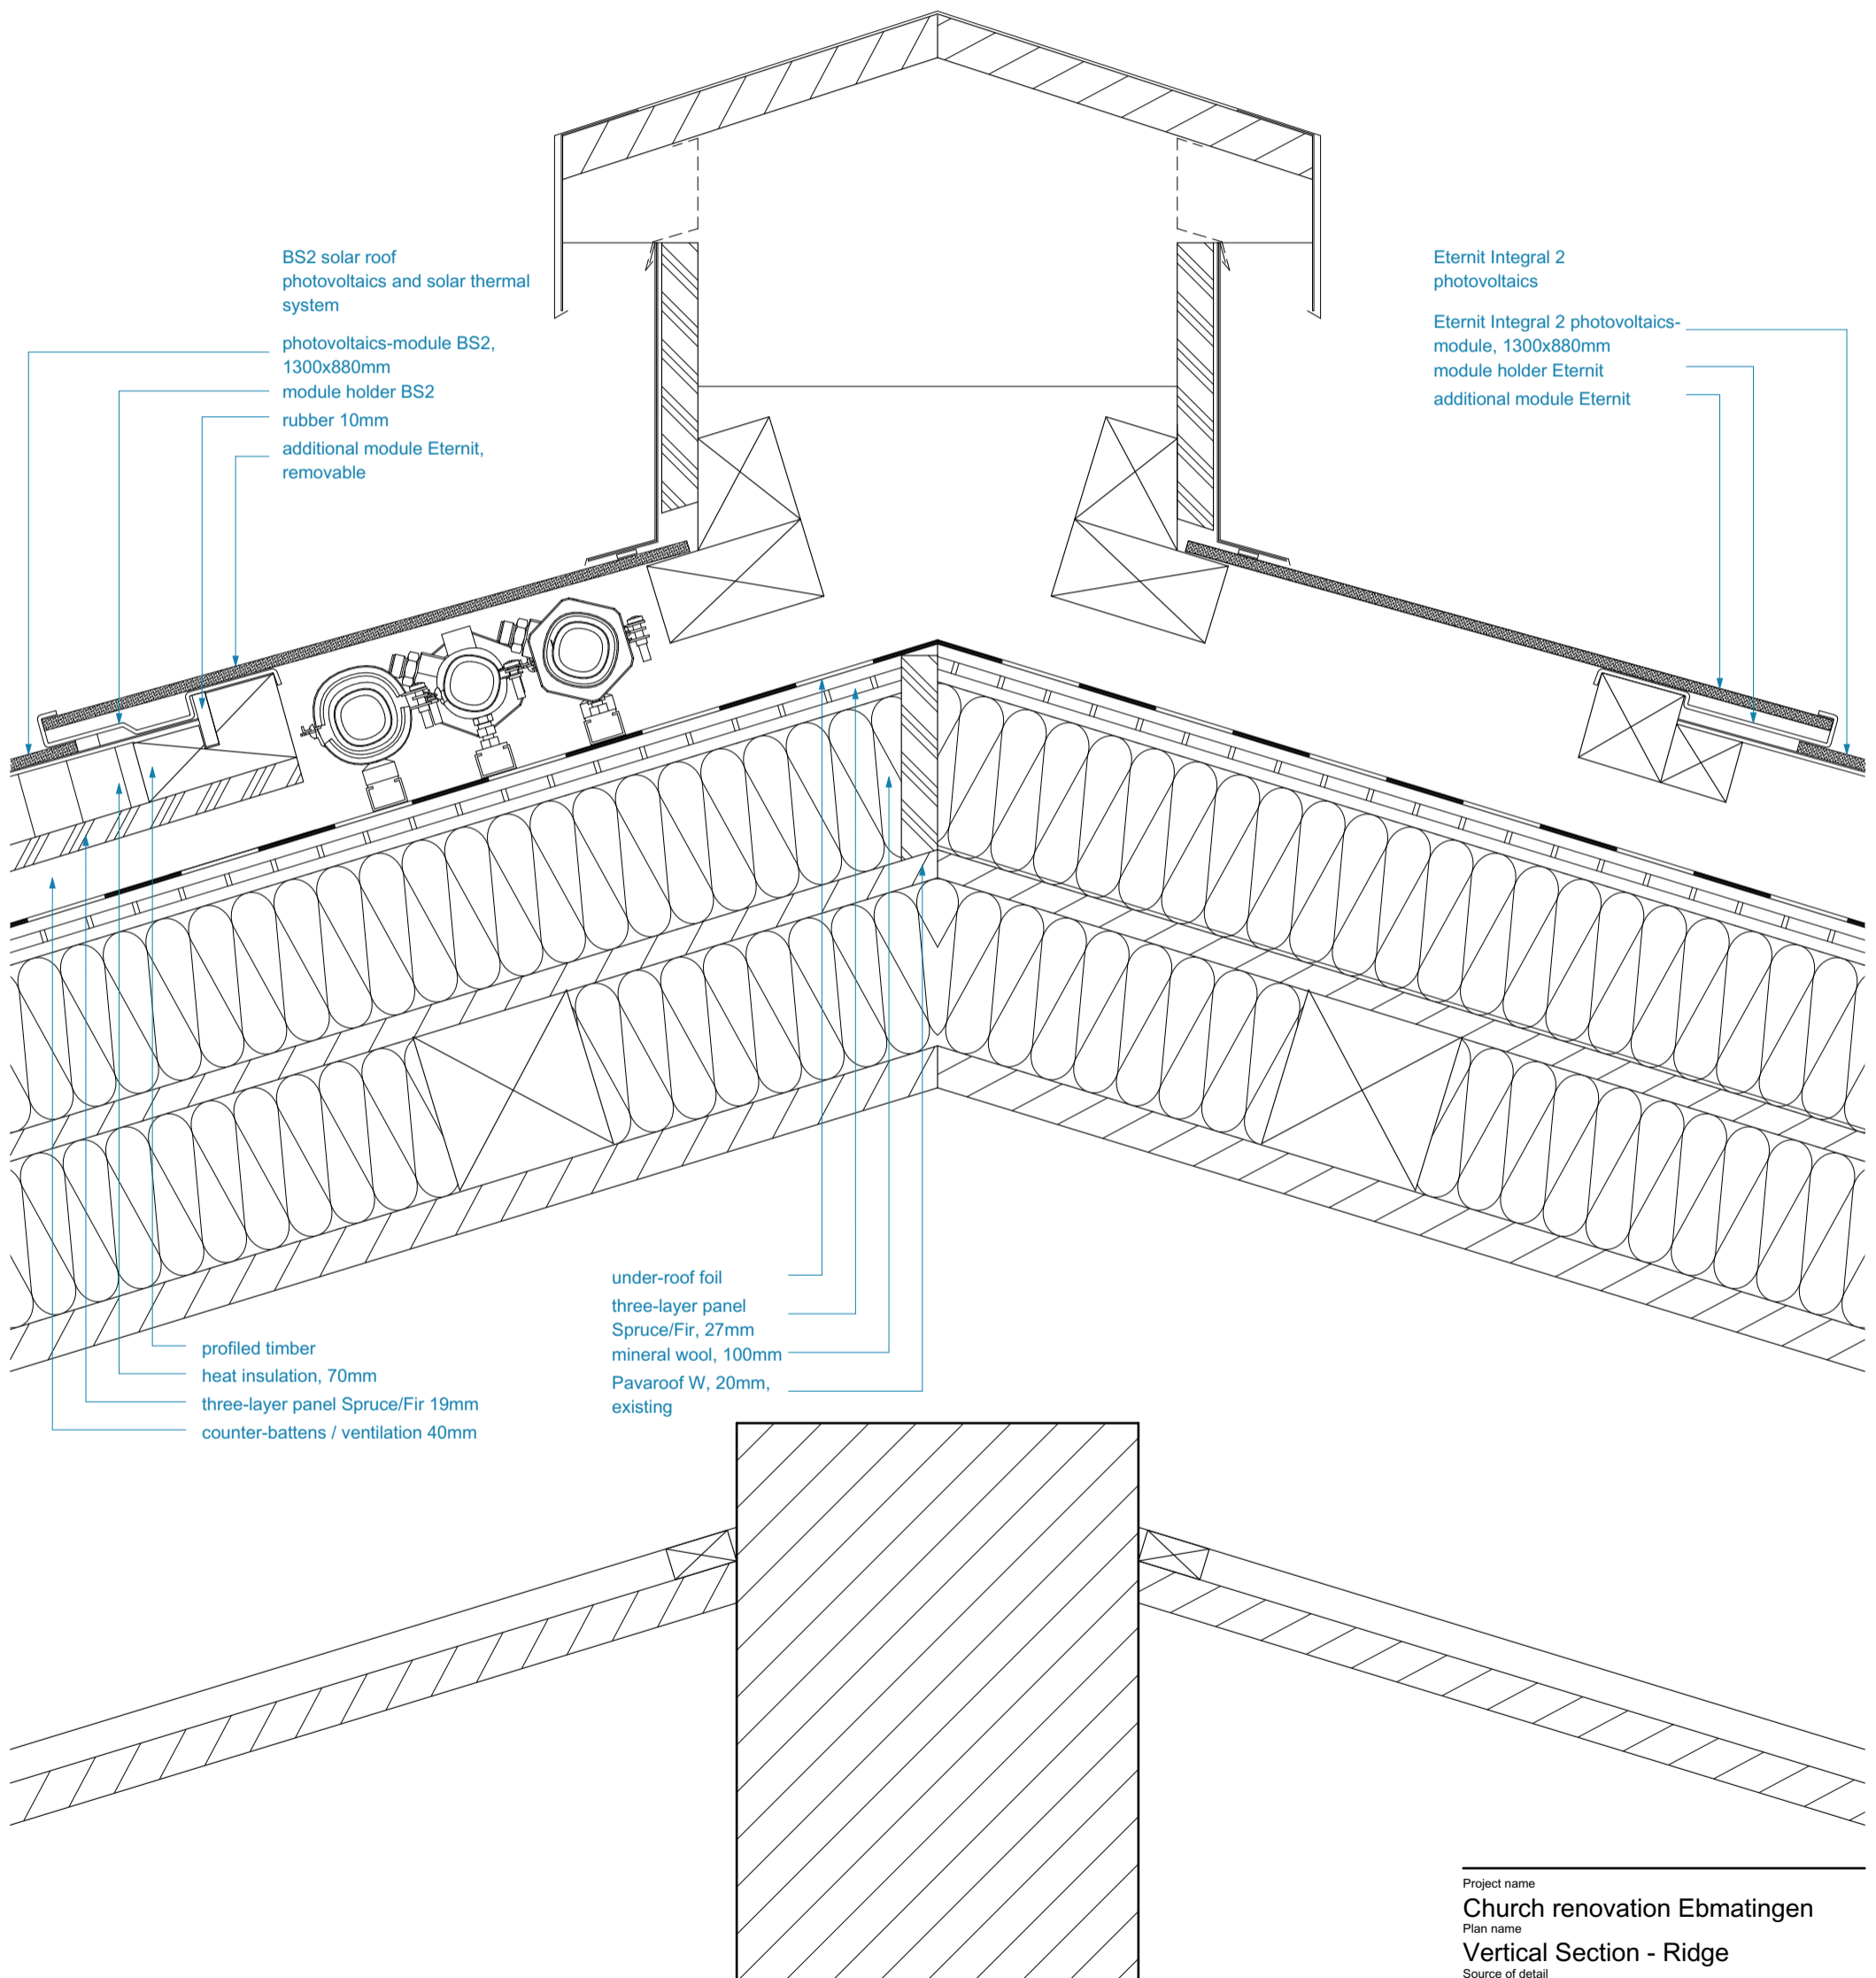 BS2 solar roof
photovoltaics and solar thermal
system
photovoltaics-module BS2,
1300x880mm
module holder BS2
rubber 10mm
additional module Eternit,
removable
Eternit Integral 2
photovoltaics
Eternit Integral 2 photovoltaics-
module, 1300x880mm
module holder Eternit
additional module Eternit
under-roof foil
three-layer panel
Spruce/Fir, 27mm
mineral wool, 100mm
Pavaroof W, 20mm,
existing
profiled timber
heat insulation, 70mm
three-layer panel Spruce/Fir 19mm
counter-battens / ventilation 40mm
Project name
Church renovation Ebmatingen
Plan name
Vertical Section - Ridge
Source of detail